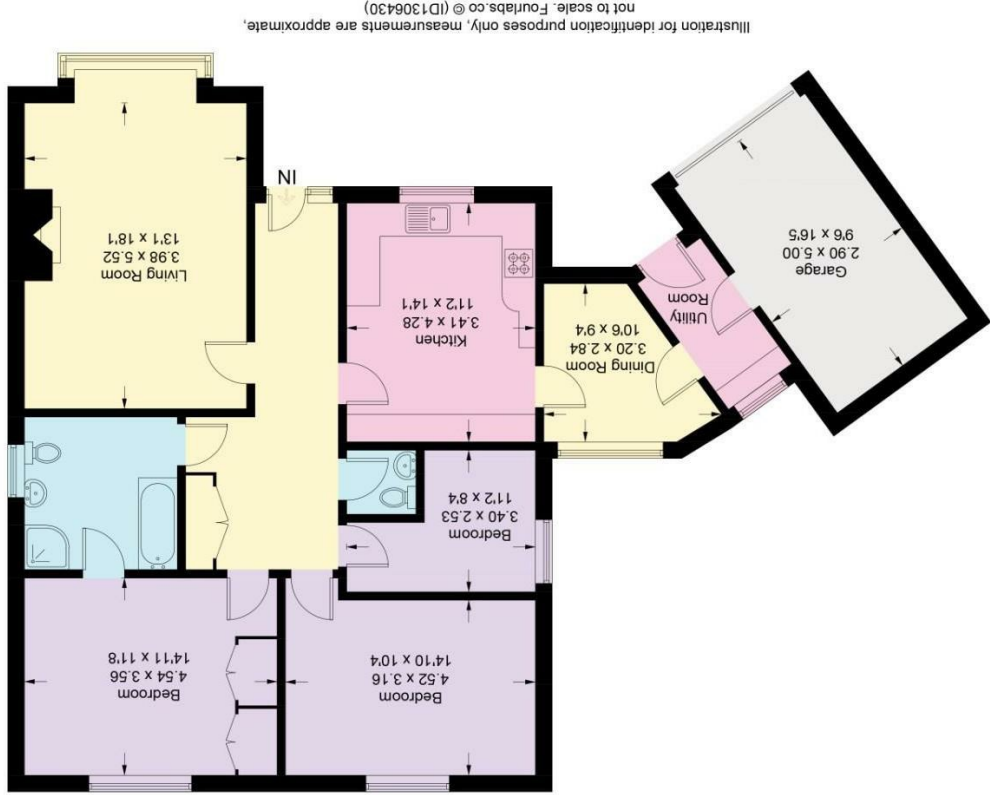 Bedroom
4.52 x 3.16
14'10 x 10'4
Bedroom
4.54 x 3.56
14'11 x 11'8
Bedroom
3.40 x 2.53
11'2 x 8'4
Dining Room
3.20 x 2.84
10'6 x 9'4
Kitchen
3.41 x 4.28
11'2 x 14'1
Utility
Room
Garage
2.90 x 5.00
9'6 x 16'5
Living Room
3.98 x 5.52
13'1 x 18'1
IN
Illustration for identification purposes only, measurements are approximate,
not to scale. Fourlabs.co © (ID1306430)